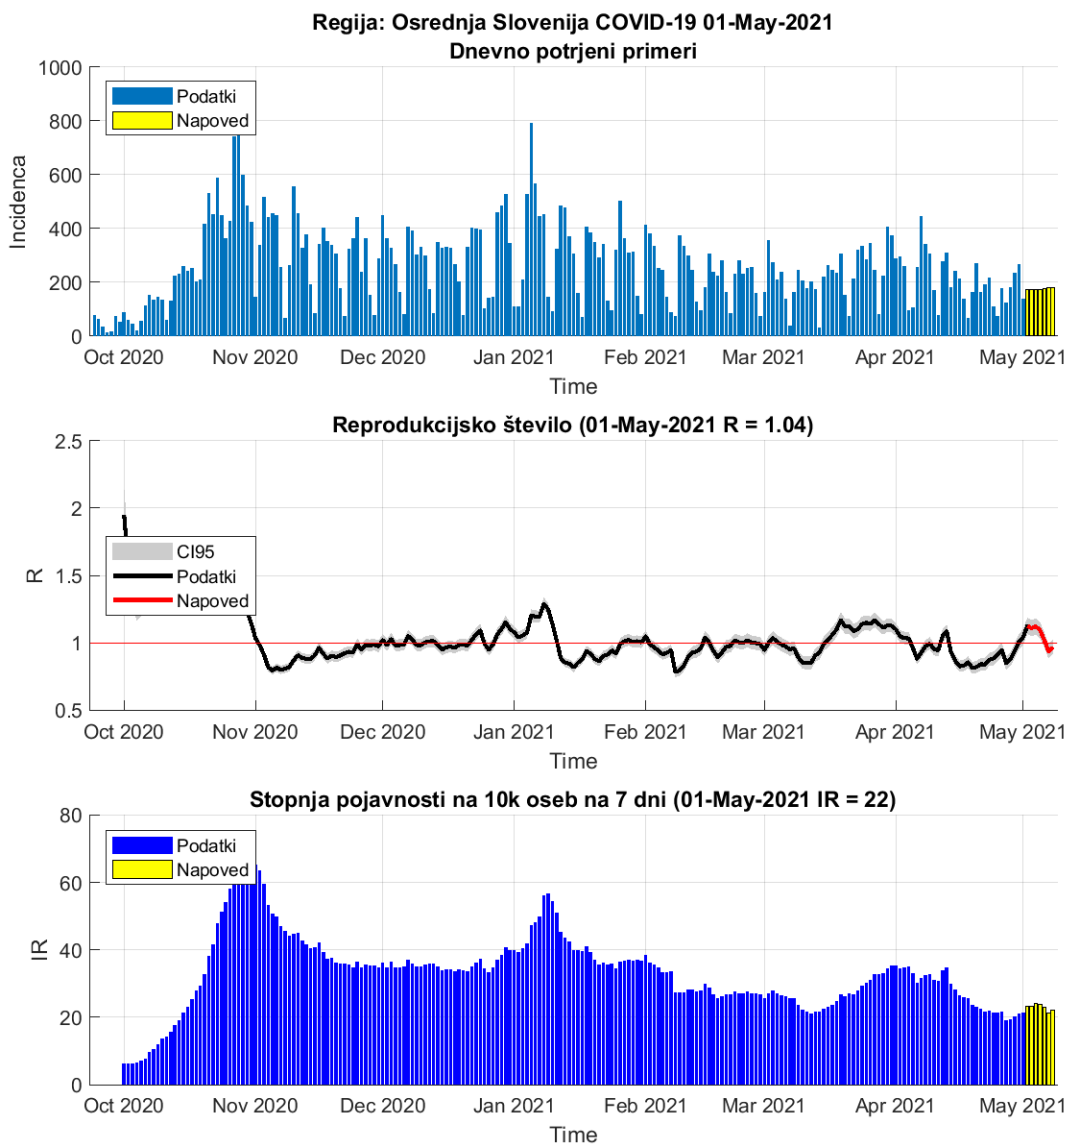 Regija: Osrednja Slovenija COVID-19 01-May-2021
Dnevno potrjeni primeri
1000
800
600
400
200
0
Incidenca
Podatki
Napoved
Oct 2020 Nov 2020 Dec 2020 Jan 2021 Feb 2021 Mar 2021 Apr 2021 May 2021
Time
Reprodukcijsko število (01-May-2021 R = 1.04)
2.5
2
1.5
1
0.5
R
CI95
Podatki
Napoved
Oct 2020 Nov 2020 Dec 2020 Jan 2021 Feb 2021 Mar 2021 Apr 2021 May 2021
Time
Stopnja pojavnosti na 10k oseb na 7 dni (01-May-2021 IR = 22)
80
60
40
20
0
IR
Podatki
Napoved
Oct 2020 Nov 2020 Dec 2020 Jan 2021 Feb 2021 Mar 2021 Apr 2021 May 2021
Time